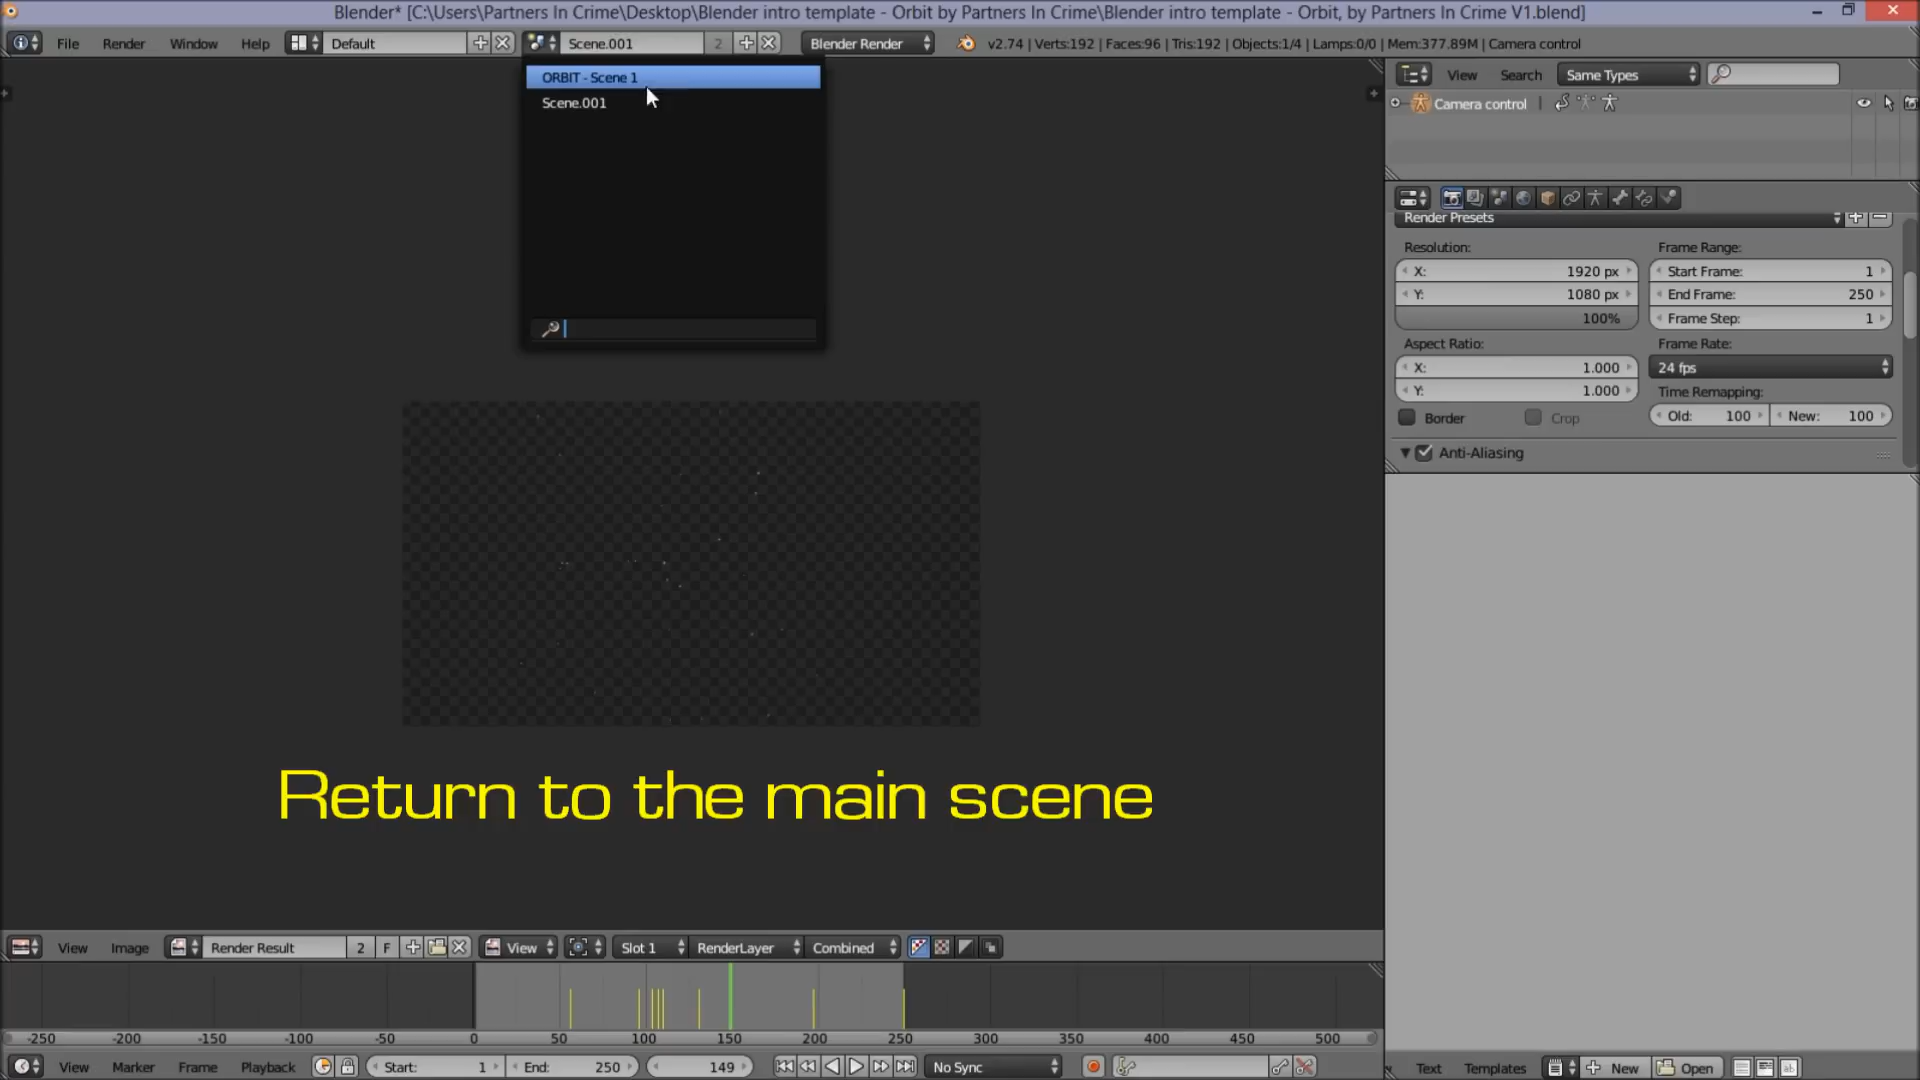 Blender* [C:\Users\Partners In Crime\Desktop\Blender intro template - Orbit by Partners In Crime\Blender intro template - Orbit, by Partners In Crime V1.blend]
File Render Window Help Default Scene.001 2 Blender Render v2.74 | Verts:192 | Faces:96 | Tris:192 | Objects:1/4 | Lamps:0/0 | Mem:377.89M | Camera control
ORBIT - Scene 1
Scene.001
View Search Same Types
Camera control
Render Presets
Resolution: Frame Range:
X: 1920 px Start Frame: 1
Y: 1080 px End Frame: 250
100% Frame Step: 1
Aspect Ratio: Frame Rate:
X: 1.000 24 fps
Y: 1.000 Time Remapping:
Border Crop Old: 100 New: 100
Anti-Aliasing
Return to the main scene
View Image Render Result 2 F View Slot 1 RenderLayer Combined
-250 -200 -150 -100 -50 0 50 100 150 200 250 300 350 400 450 500
View Marker Frame Playback Start: 1 End: 250 149 No Sync
Text Templates New Open